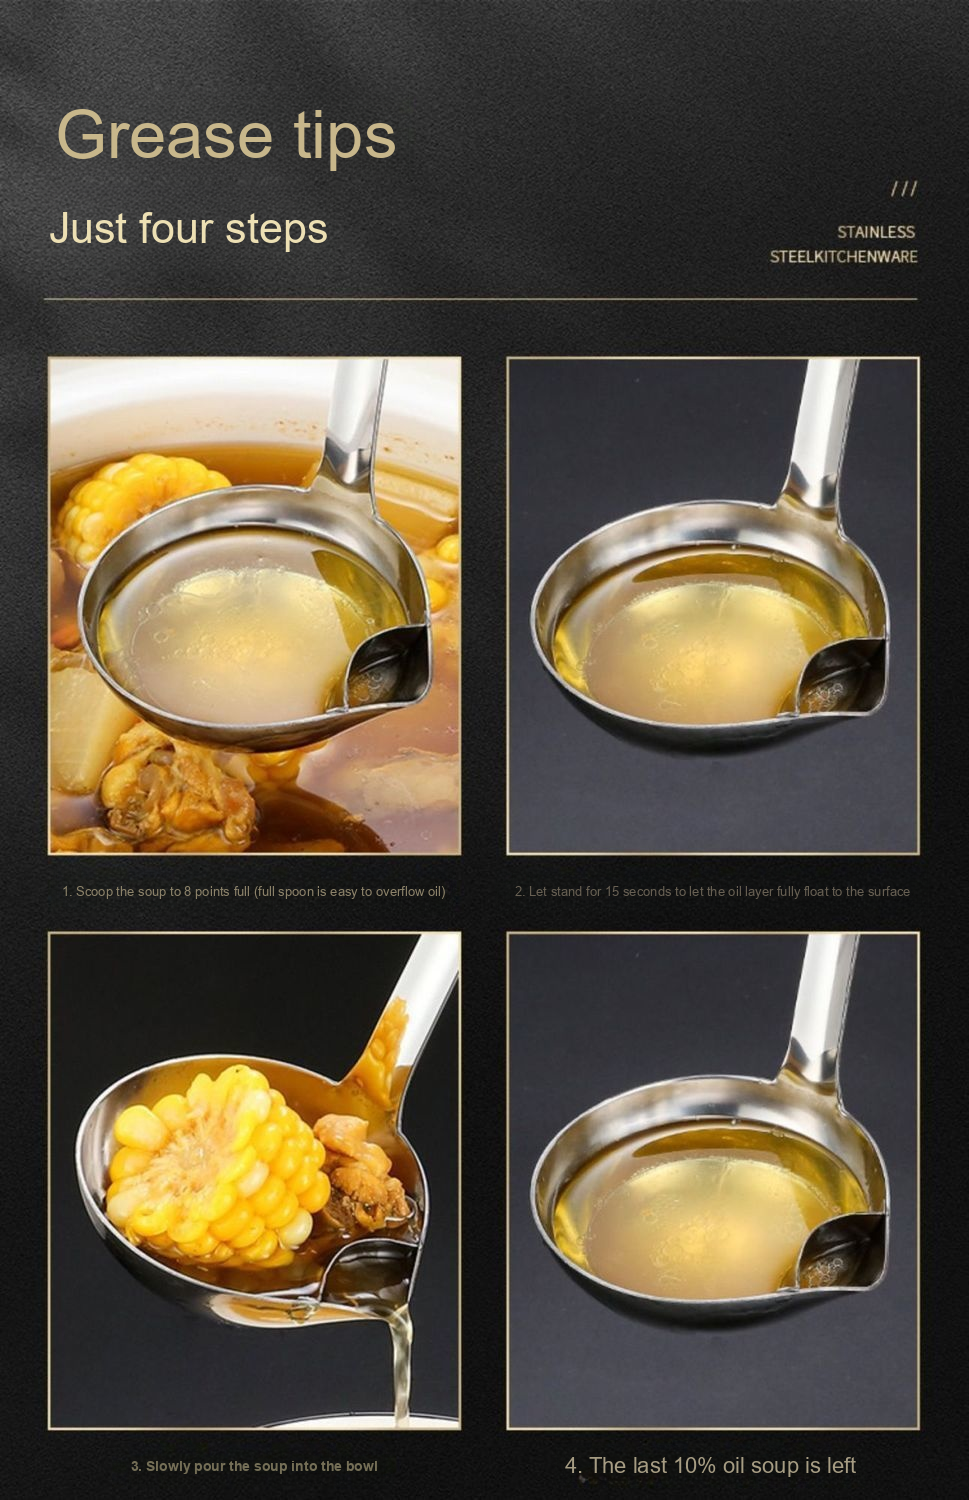 Grease tips
Just four steps
///
STAINLESS
STEELKITCHENWARE
1. Scoop the soup to 8 points full (full spoon is easy to overflow oil)
2. Let stand for 15 seconds to let the oil layer fully float to the surface
3. Slowly pour the soup into the bowl
4. The last 10% oil soup is left